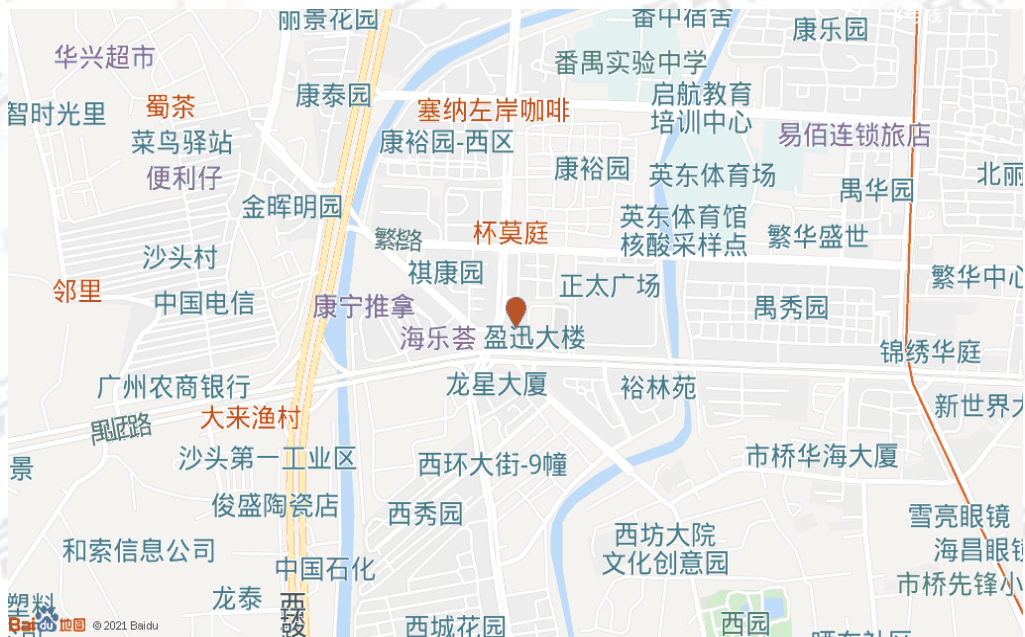 丽景花园
番中宿舍
康乐园
华兴超市
番禺实验中学
智时光里
蜀茶
康泰园
塞纳左岸咖啡
启航教育
培训中心
菜鸟驿站
康裕园-西区
易佰连锁旅店
便利仔
康裕园
英东体育场
北丽
禺华园
金晖明园
英东体育馆
核酸采样点
杯莫庭
繁华盛世
沙头村
祺康园
正太广场
繁华中心
邻里
中国电信
康宁推拿
禺秀园
海乐荟
盈迅大楼
锦绣华庭
广州农商银行
龙星大厦
裕林苑
大来渔村
新世界大
沙头第一工业区
西环大街-9幢
市桥华海大厦
景
俊盛陶瓷店
西秀园
雪亮眼镜
西坊大院
文化创意园
和索信息公司
海昌眼镜
中国石化
市桥先锋小
龙泰
塑料
西城花园
西园
Bai du 地图 © 2021 Baidu